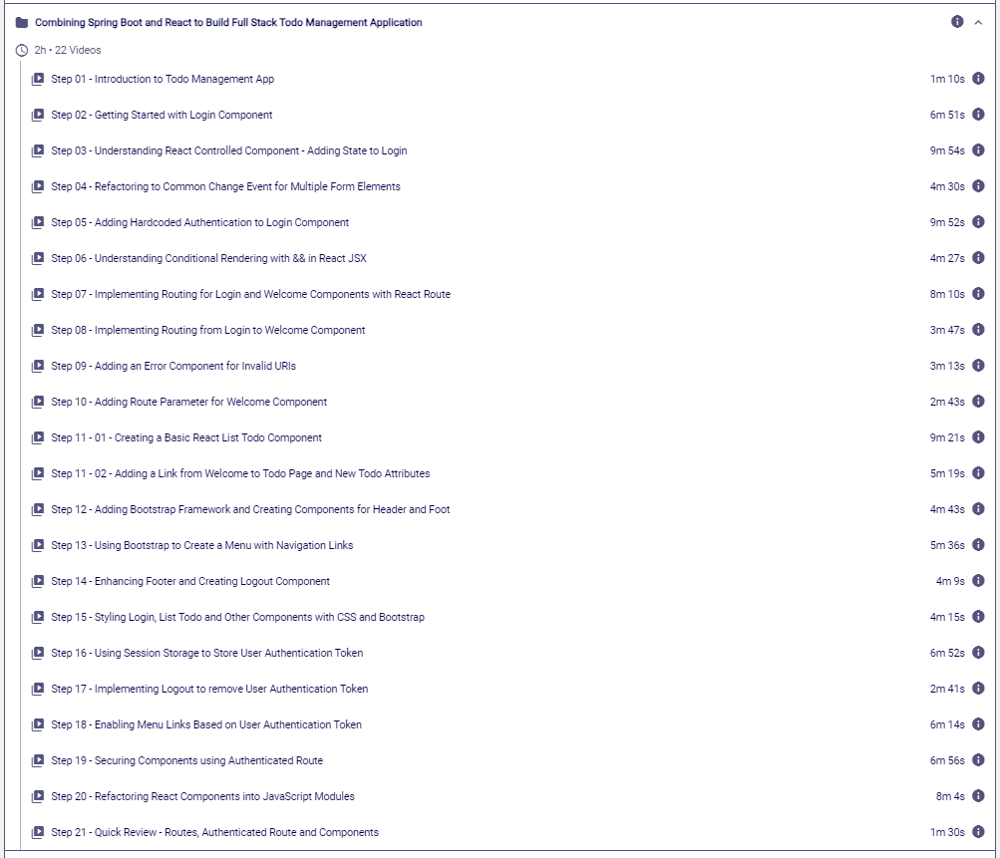 Combining Spring Boot and React to Build Full Stack Todo Management Application
2h • 22 Videos
Step 01 - Introduction to Todo Management App 1m 10s
Step 02 - Getting Started with Login Component 6m 51s
Step 03 - Understanding React Controlled Component - Adding State to Login 9m 54s
Step 04 - Refactoring to Common Change Event for Multiple Form Elements 4m 30s
Step 05 - Adding Hardcoded Authentication to Login Component 9m 52s
Step 06 - Understanding Conditional Rendering with && in React JSX 4m 27s
Step 07 - Implementing Routing for Login and Welcome Components with React Route 8m 10s
Step 08 - Implementing Routing from Login to Welcome Component 3m 47s
Step 09 - Adding an Error Component for Invalid URIs 3m 13s
Step 10 - Adding Route Parameter for Welcome Component 2m 43s
Step 11 - 01 - Creating a Basic React List Todo Component 9m 21s
Step 11 - 02 - Adding a Link from Welcome to Todo Page and New Todo Attributes 5m 19s
Step 12 - Adding Bootstrap Framework and Creating Components for Header and Foot 4m 43s
Step 13 - Using Bootstrap to Create a Menu with Navigation Links 5m 36s
Step 14 - Enhancing Footer and Creating Logout Component 4m 9s
Step 15 - Styling Login, List Todo and Other Components with CSS and Bootstrap 4m 15s
Step 16 - Using Session Storage to Store User Authentication Token 6m 52s
Step 17 - Implementing Logout to remove User Authentication Token 2m 41s
Step 18 - Enabling Menu Links Based on User Authentication Token 6m 14s
Step 19 - Securing Components using Authenticated Route 6m 56s
Step 20 - Refactoring React Components into JavaScript Modules 8m 4s
Step 21 - Quick Review - Routes, Authenticated Route and Components 1m 30s